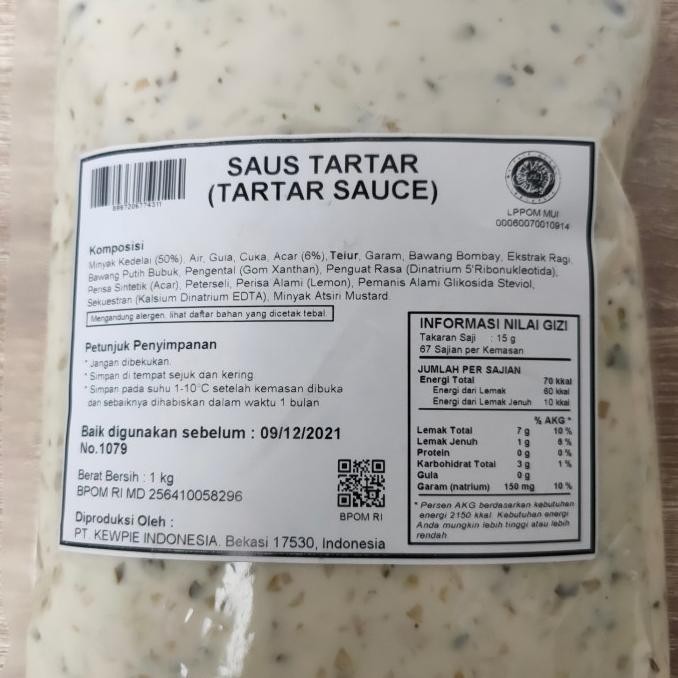 SAUS TARTAR
(TARTAR SAUCE)
LPPOM MUI
00060070010914
Komposisi
Minyak Kedelai (50%), Air, Gula, Cuka, Acar (6%), Telur, Garam, Bawang Bombay, Ekstrak Ragi,
Bawang Putih Bubuk, Pengental (Gom Xanthan), Penguat Rasa (Dinatrium 5'Ribonukleotida),
Perisa Sintetik (Acar), Peterseli, Perisa Alami (Lemon), Pemanis Alami Glikosida Steviol,
Sekuestran (Kalsium Dinatrium EDTA), Minyak Atsiri Mustard.
Mengandung alergen, lihat daftar bahan yang dicetak tebal.
Petunjuk Penyimpanan
* Jangan dibekukan.
* Simpan di tempat sejuk dan kering
* Simpan pada suhu 1-10°C setelah kemasan dibuka
dan sebaiknya dihabiskan dalam waktu 1 bulan
Baik digunakan sebelum : 09/12/2021
No.1079
Berat Bersih : 1 kg
BPOM RI MD 256410058296
BPOM RI
Diproduksi Oleh :
PT. KEWPIE INDONESIA. Bekasi 17530, Indonesia
INFORMASI NILAI GIZI
Takaran Saji : 15 g
67 Sajian per Kemasan
JUMLAH PER SAJIAN
Energi Total 70 kkal
Energi dari Lemak 60 kkal
Energi dari Lemak Jenuh 10 kkal
% AKG *
Lemak Total 7 g 10 %
Lemak Jenuh 1 g 6 %
Protein 0 g 0 %
Karbohidrat Total 3 g 1 %
Gula 0 g
Garam (natrium) 150 mg 10 %
* Persen AKG berdasarkan kebutuhan
energi 2150 kkal. Kebutuhan energi
Anda mungkin lebih tinggi atau lebih
rendah